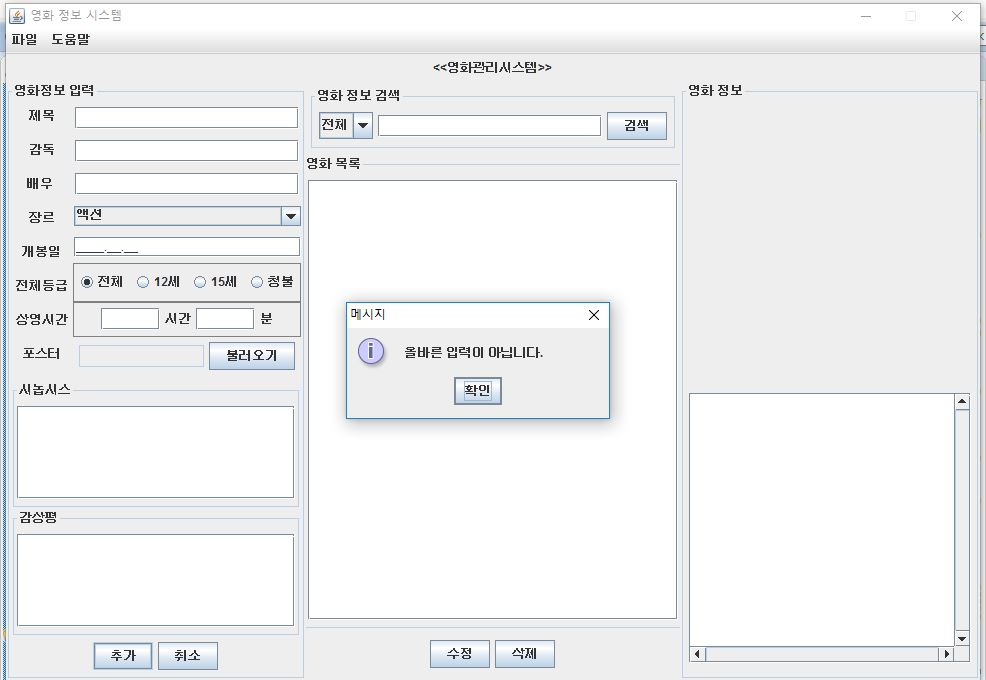 영화 정보 시스템
파일 도움말
<<영화관리시스템>>
영화정보 입력
제목
감독
배우
장르 액션
개봉일 ____.__.__
전체등급 전체 12세 15세 청불
상영시간 시간 분
포스터 불러오기
시놉시스
감상평
추가 취소
영화 정보 검색
전체 검색
영화 목록
메시지
올바른 입력이 아닙니다.
확인
수정 삭제
영화 정보